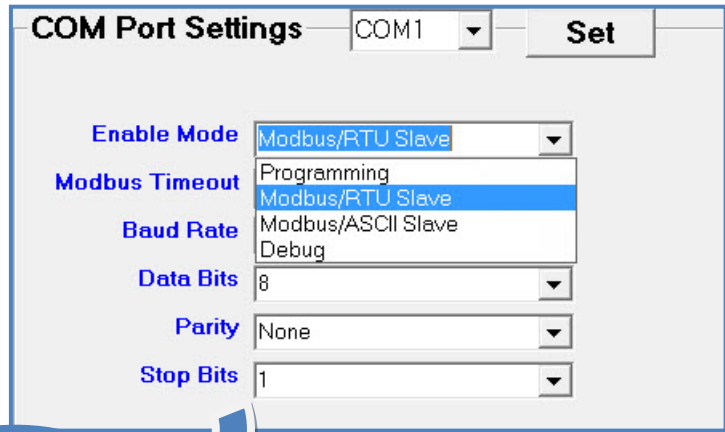 COM Port Settings COM1 Set
Enable Mode Modbus/RTU Slave
Modbus Timeout Programming
Modbus/RTU Slave
Baud Rate Modbus/ASCII Slave
Debug
Data Bits 8
Parity None
Stop Bits 1